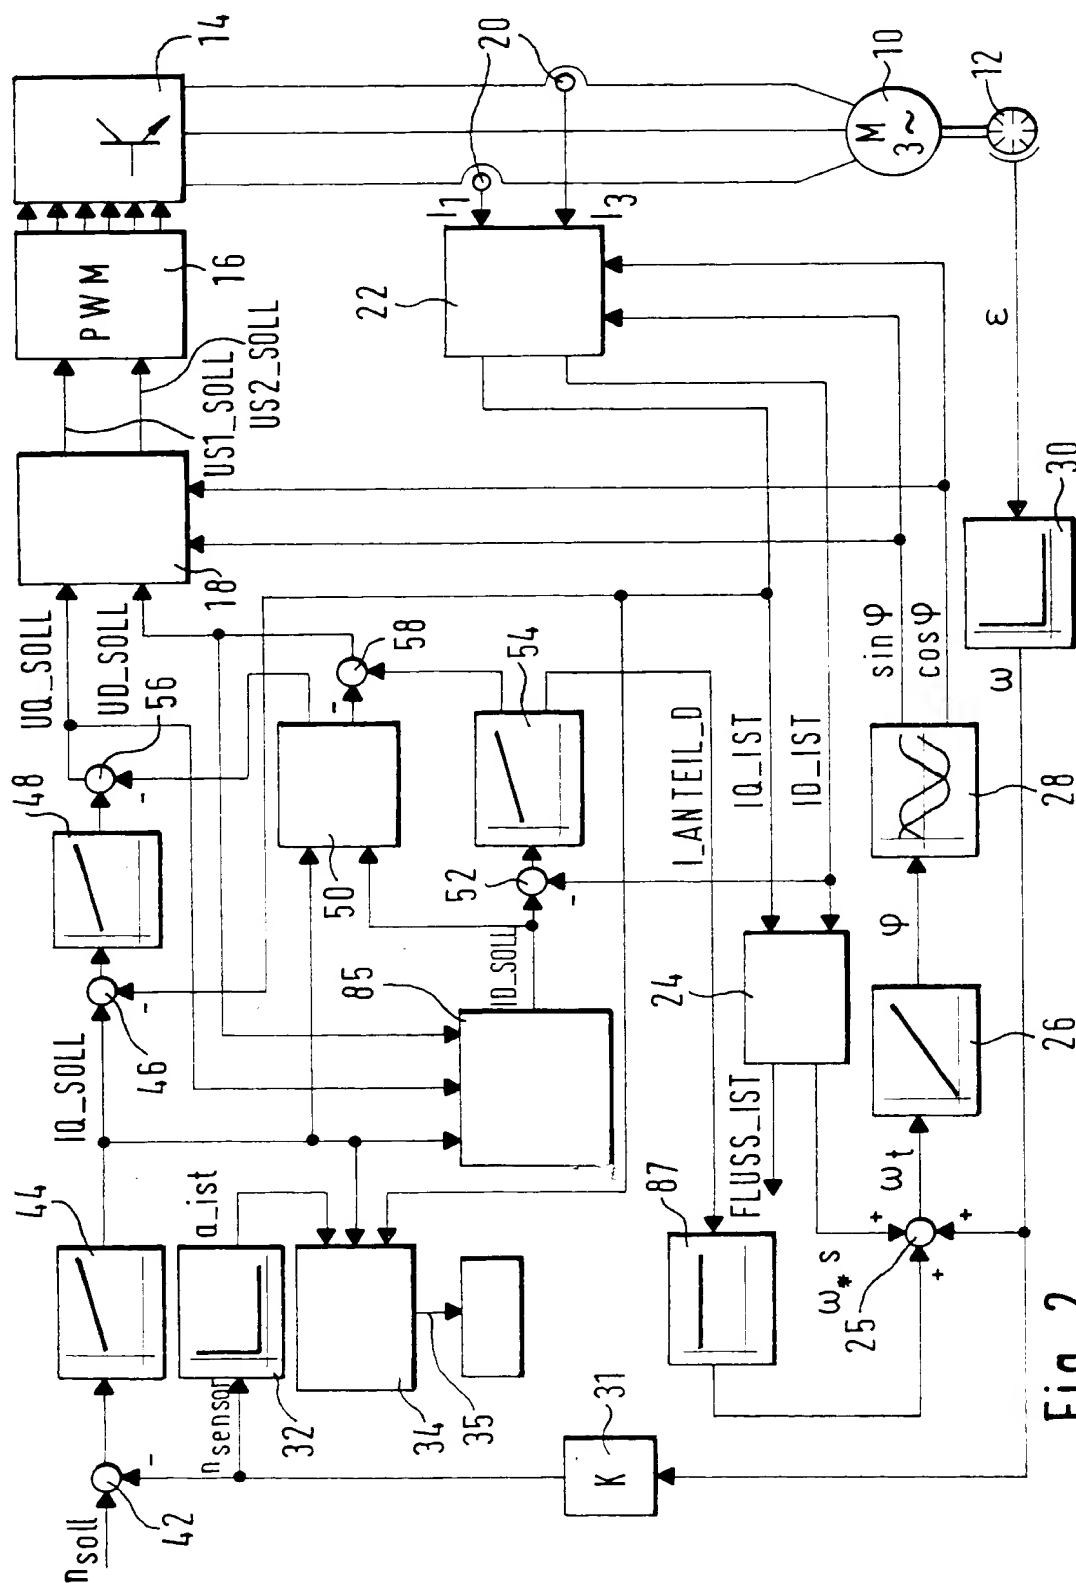 14
20
10
12
M
3~
PWM
16
I1
I3
22
ε
US1_SOLL
US2_SOLL
18
UQ_SOLL
UD_SOLL
56
58
54
48
50
52
46
IQ_SOLL
ID_SOLL
85
I_ANTEIL_D
IQ_IST
ID_IST
sinφ
cosφ
30
ω
28
φ
24
26
FLUSS_IST
ωt
87
ω*s
25
+
+
+
-
-
-
-
-
-
44
a_ist
32
34
35
31
K
nsensor
42
nsoll
Fig. 2